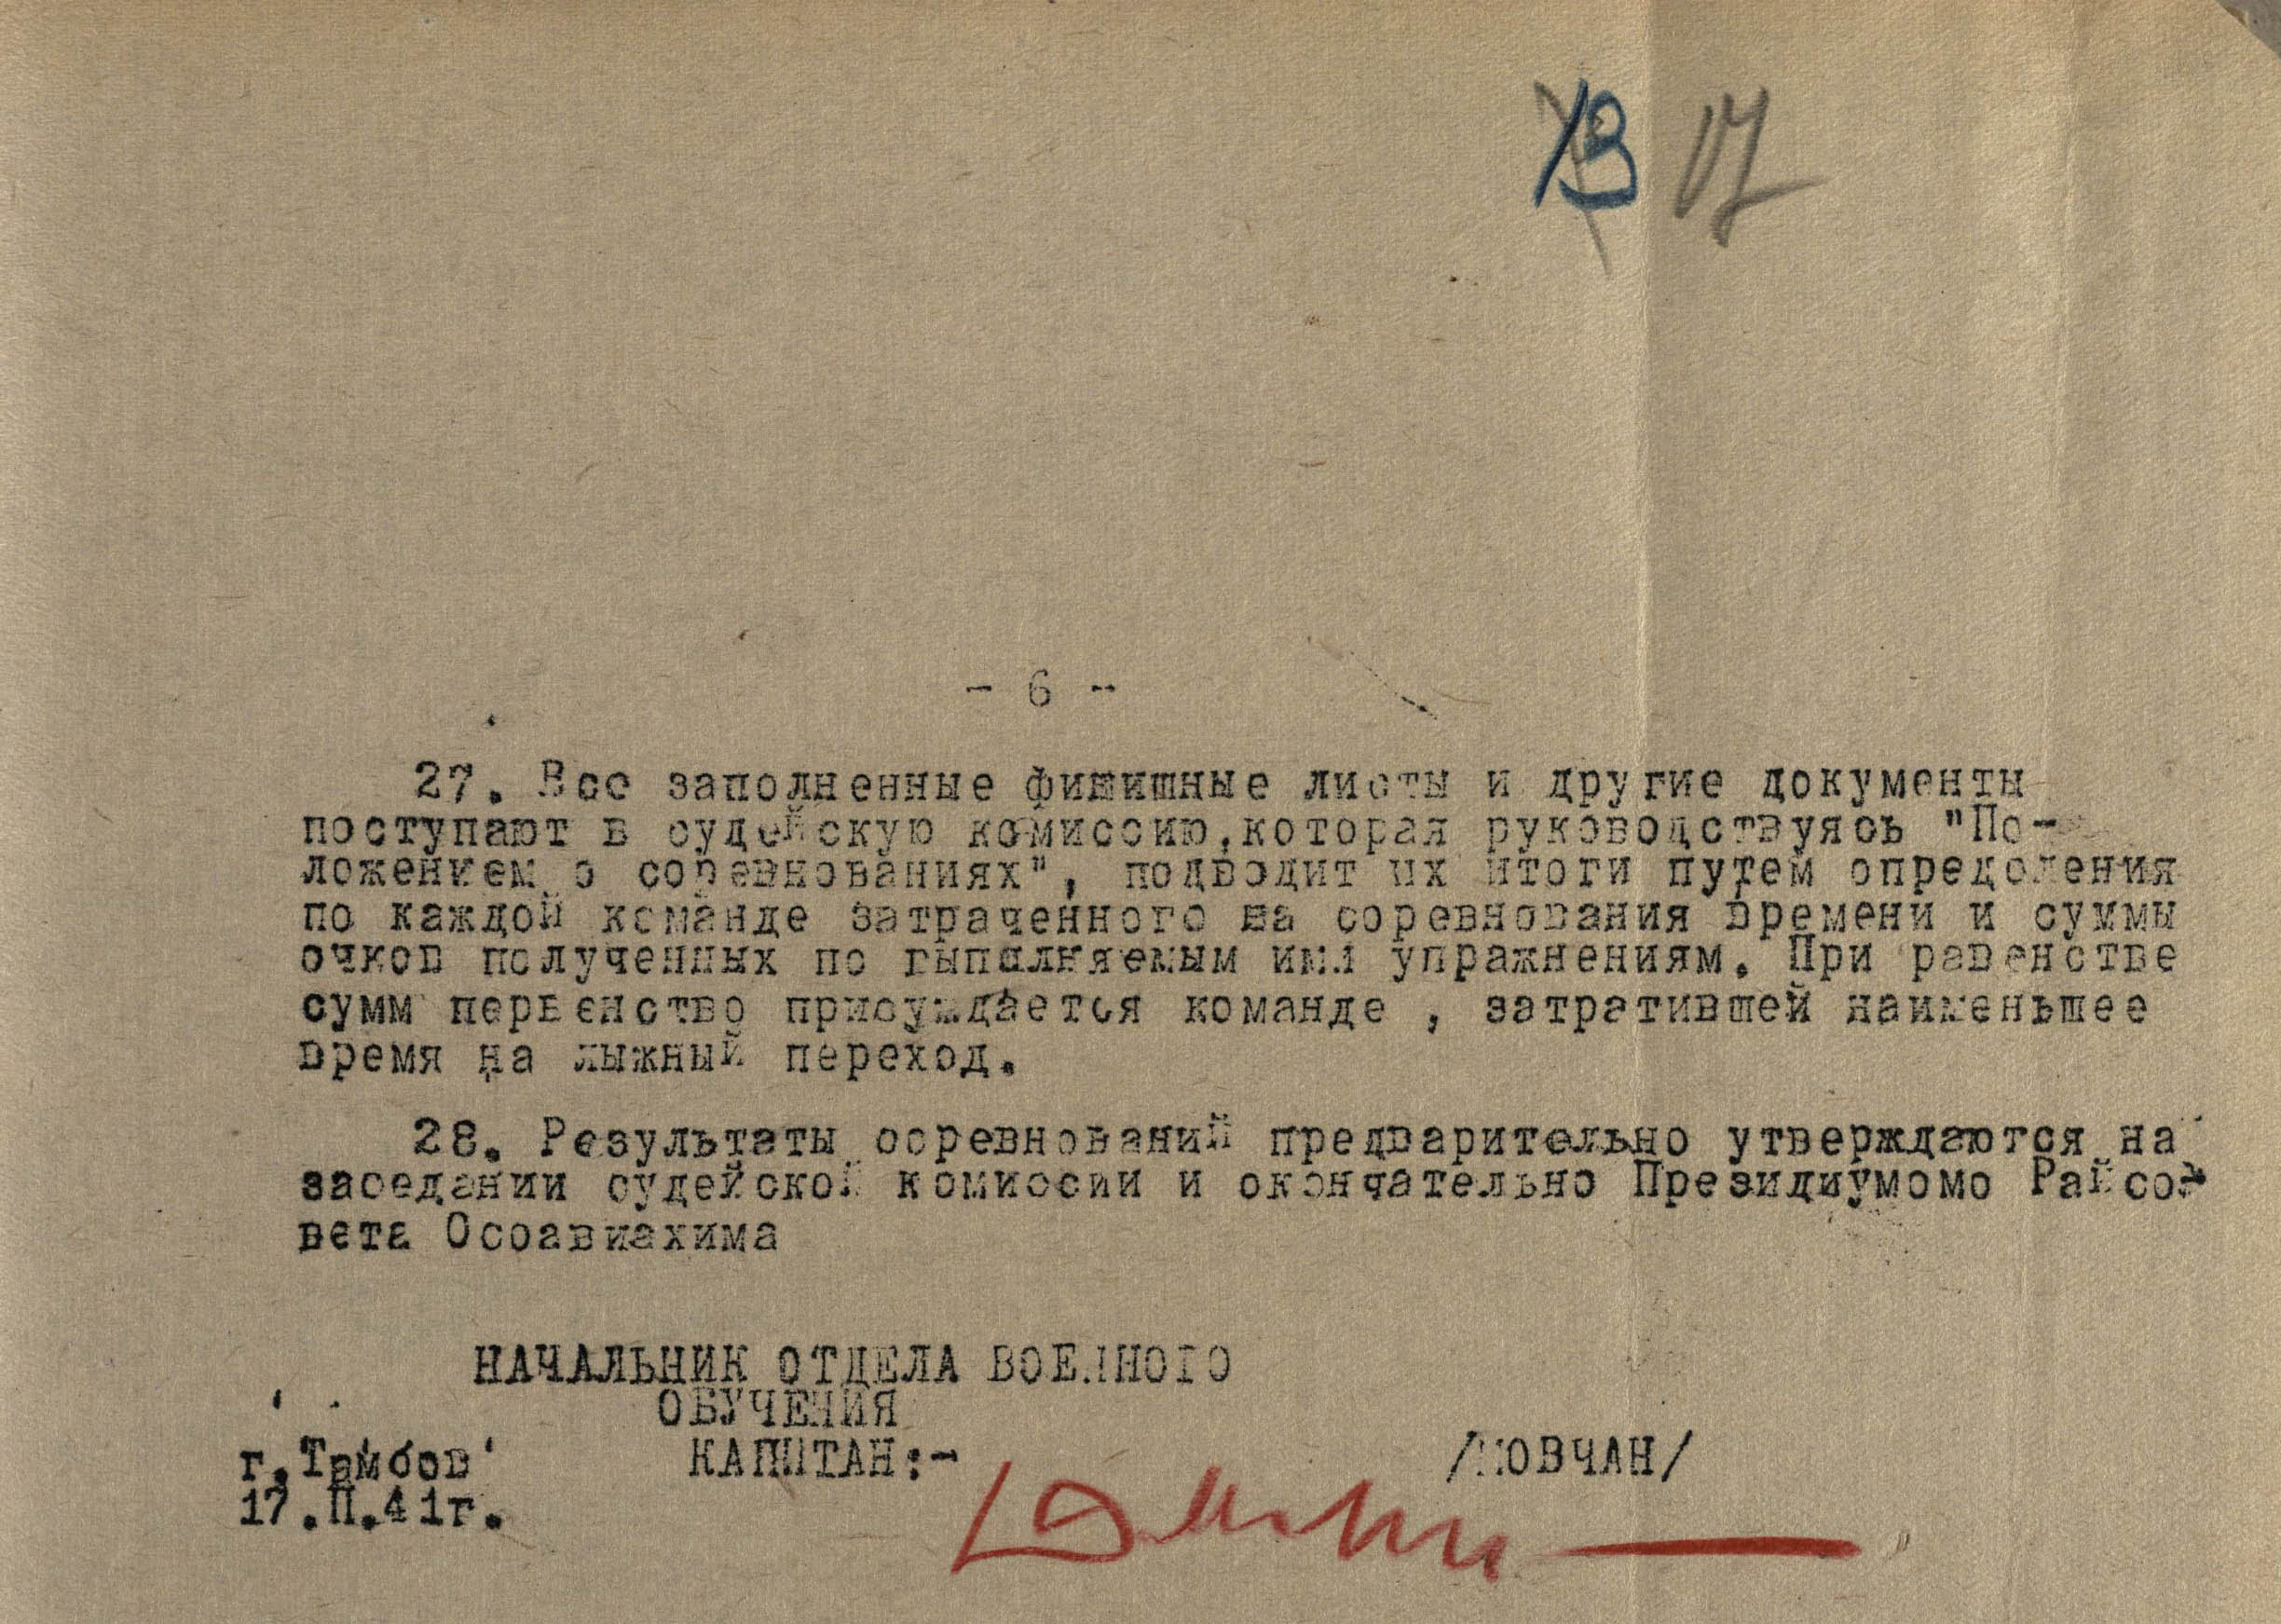 13 17
- 6 -
27. Все заполненные финишные листы и другие документы
поступают в судейскую комиссию,которая руководствуясь "По-
ложением о соревнованиях", подводит их итоги путем определения
по каждой команде затраченного на соревнования времени и суммы
очков полученных по выполняемым ими упражнениям. При равенстве
сумм первенство присуждается команде , затратившей наименьшее
время на лыжный переход.
28. Результаты соревнований предварительно утверждаются на
заседании судейской комиссии и окончательно Президиумомо Райсо-
вета Осоавиахима
НАЧАЛЬНИК ОТДЕЛА ВОЕННОГО
ОБУЧЕНИЯ
г.Тамбов КАПИТАН:-
17.П.41г.